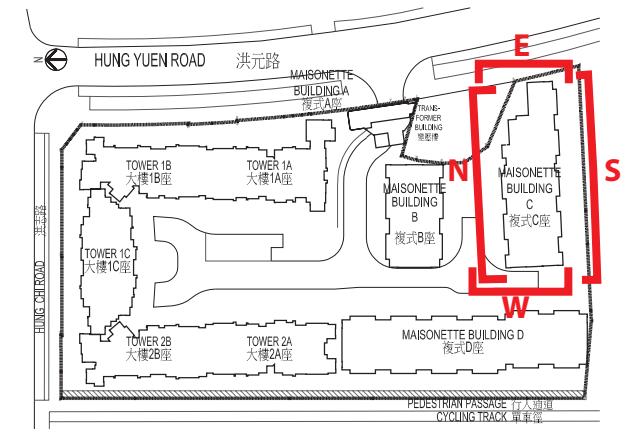 N
HUNG YUEN ROAD 洪元路
E
MAISONETTE
BUILDING A
複式A座
TRANS-
FORMER
BUILDING
變壓樓
TOWER 1B
大樓1B座
TOWER 1A
大樓1A座
N
S
MAISONETTE
BUILDING
B
複式B座
MAISONETTE
BUILDING
C
複式C座
洪志路
HUNG CHI ROAD
TOWER 1C
大樓1C座
W
TOWER 2B
大樓2B座
TOWER 2A
大樓2A座
MAISONETTE BUILDING D
複式D座
PEDESTRIAN PASSAGE 行人通道
CYCLING TRACK 單車徑